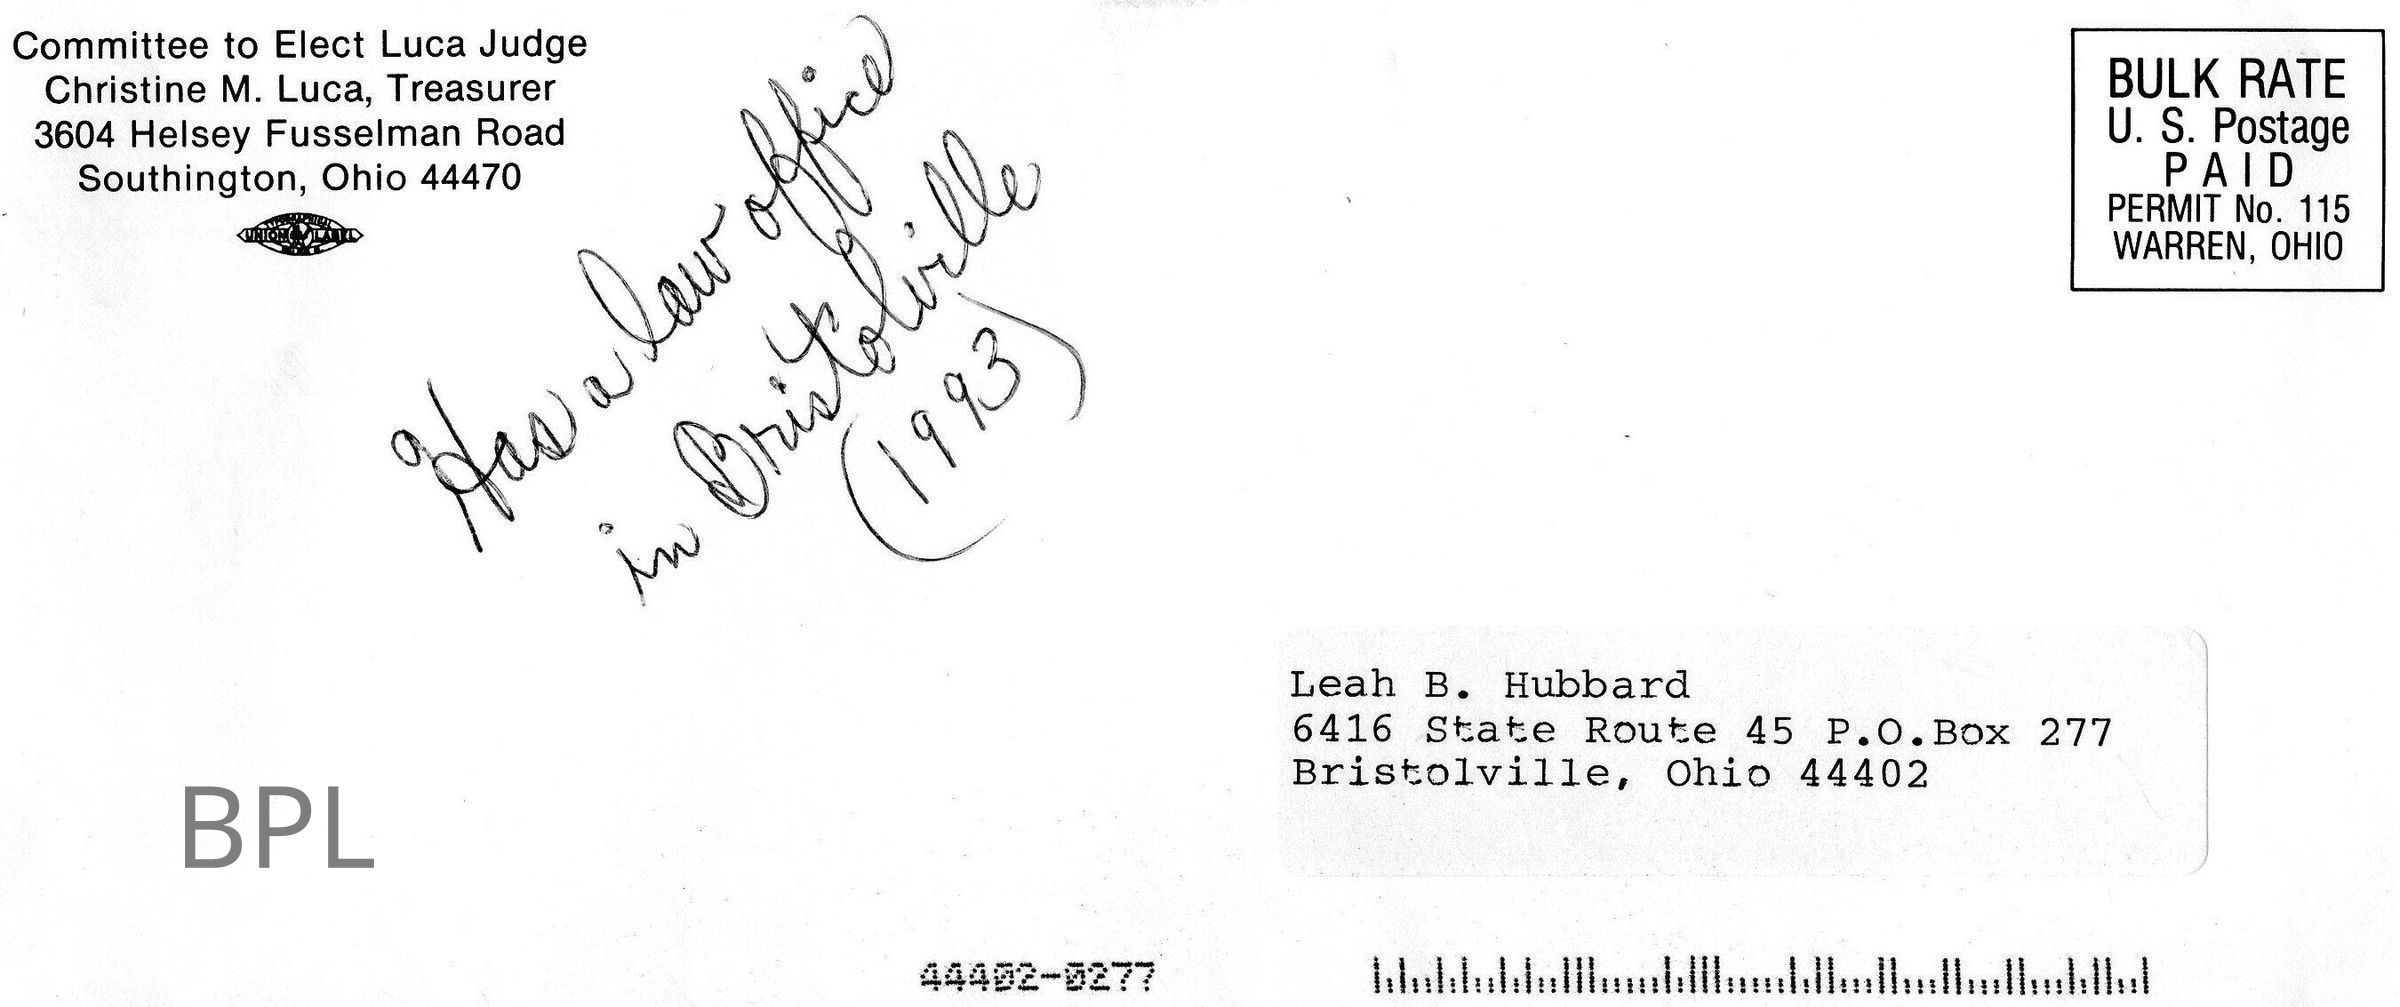 Committee to Elect Luca Judge
Christine M. Luca, Treasurer
3604 Helsey Fusselman Road
Southington, Ohio 44470
UNION LABEL
Has a law office
in Bristolville
(1993)
BULK RATE
U. S. Postage
PAID
PERMIT No. 115
WARREN, OHIO
Leah B. Hubbard
6416 State Route 45 P.O.Box 277
Bristolville, Ohio 44402
BPL
44402-0277